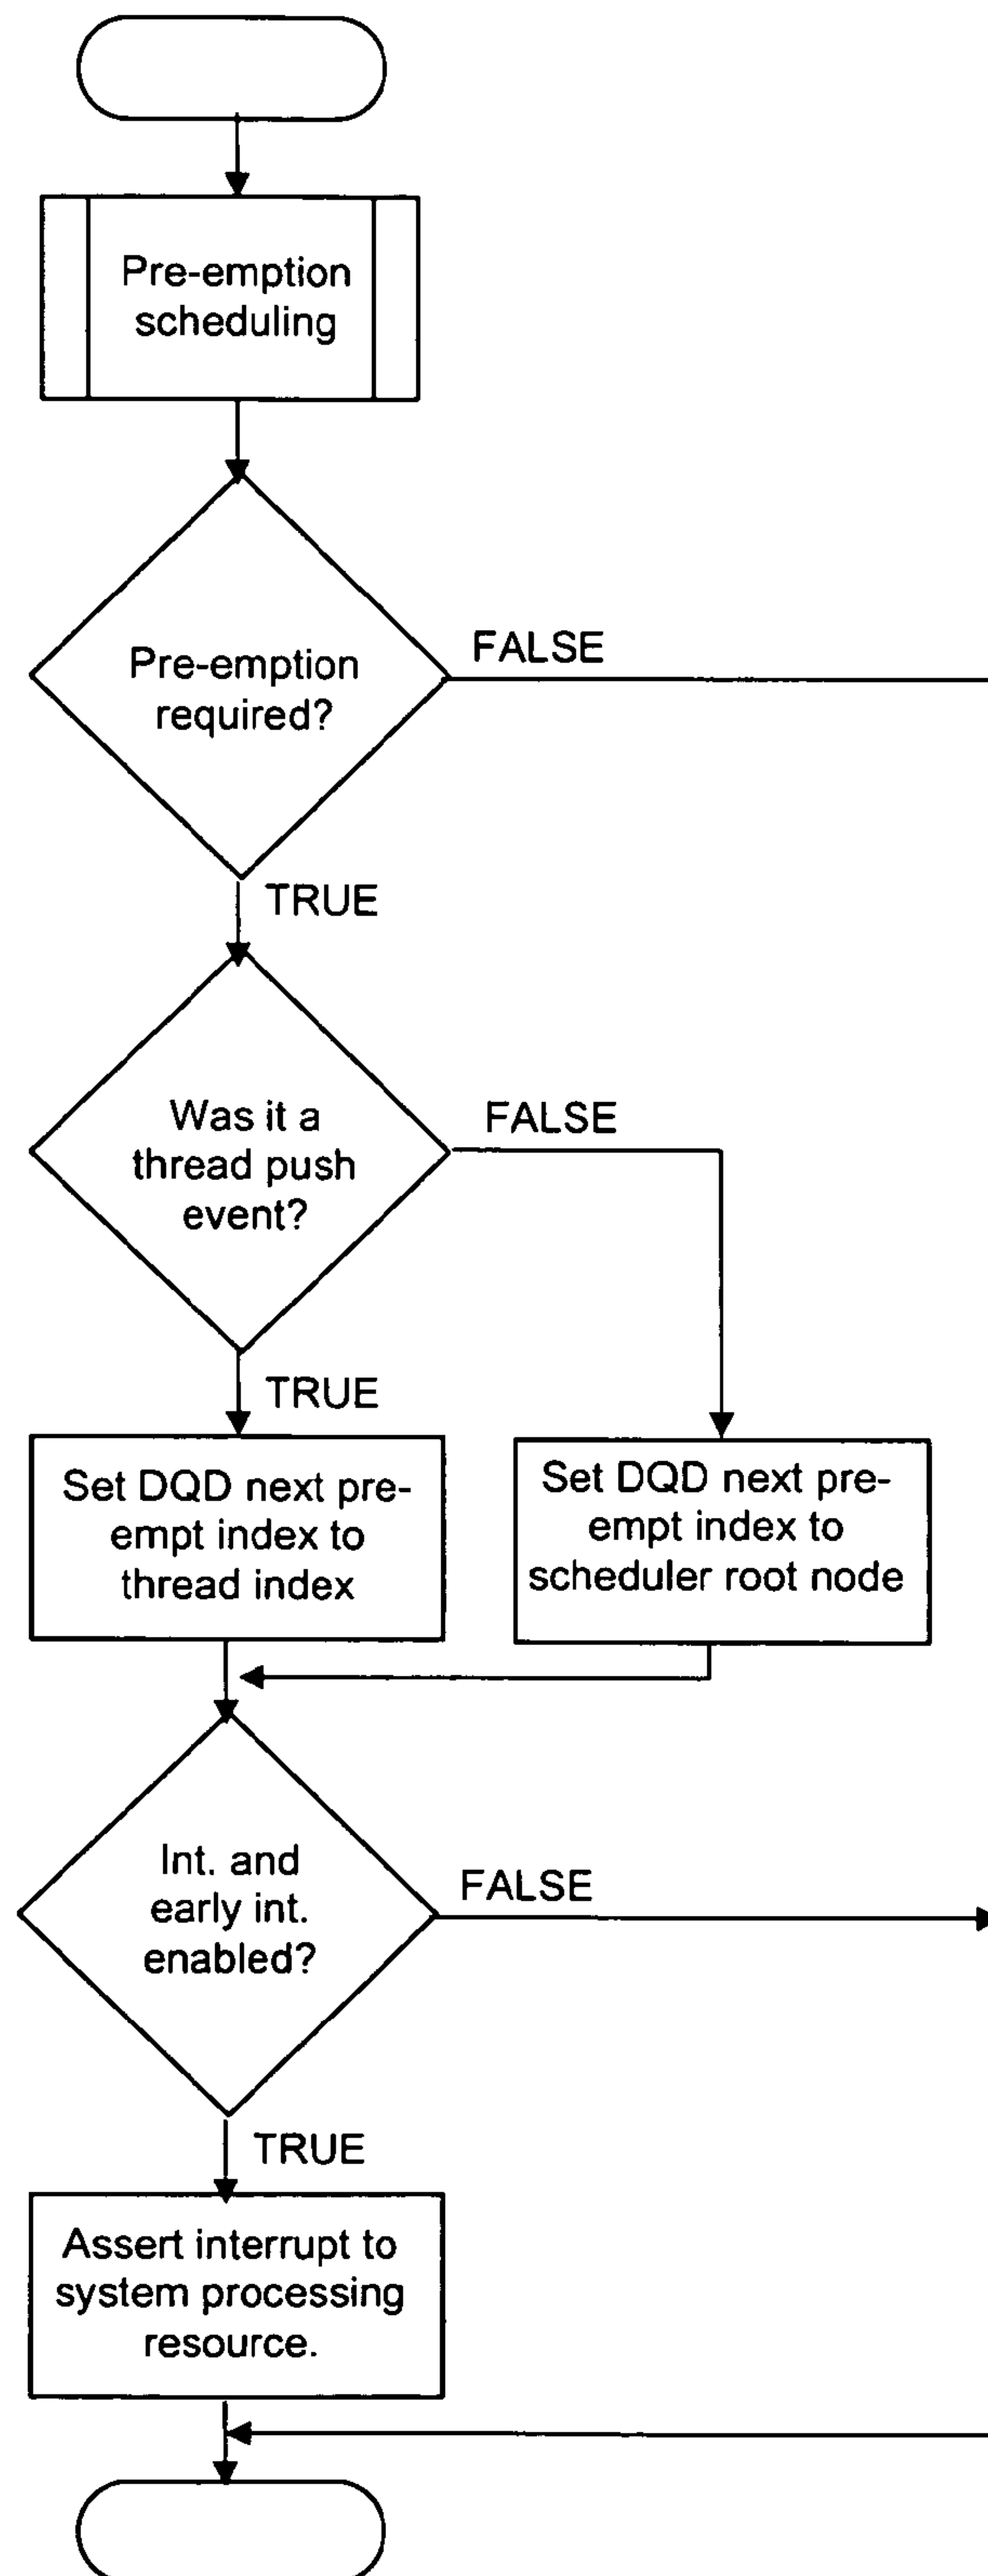 Pre-emption
scheduling
Pre-emption
required?
FALSE
TRUE
Was it a
thread push
event?
FALSE
TRUE
Set DQD next pre-
empt index to
thread index
Set DQD next pre-
empt index to
scheduler root node
Int. and
early int.
enabled?
FALSE
TRUE
Assert interrupt to
system processing
resource.